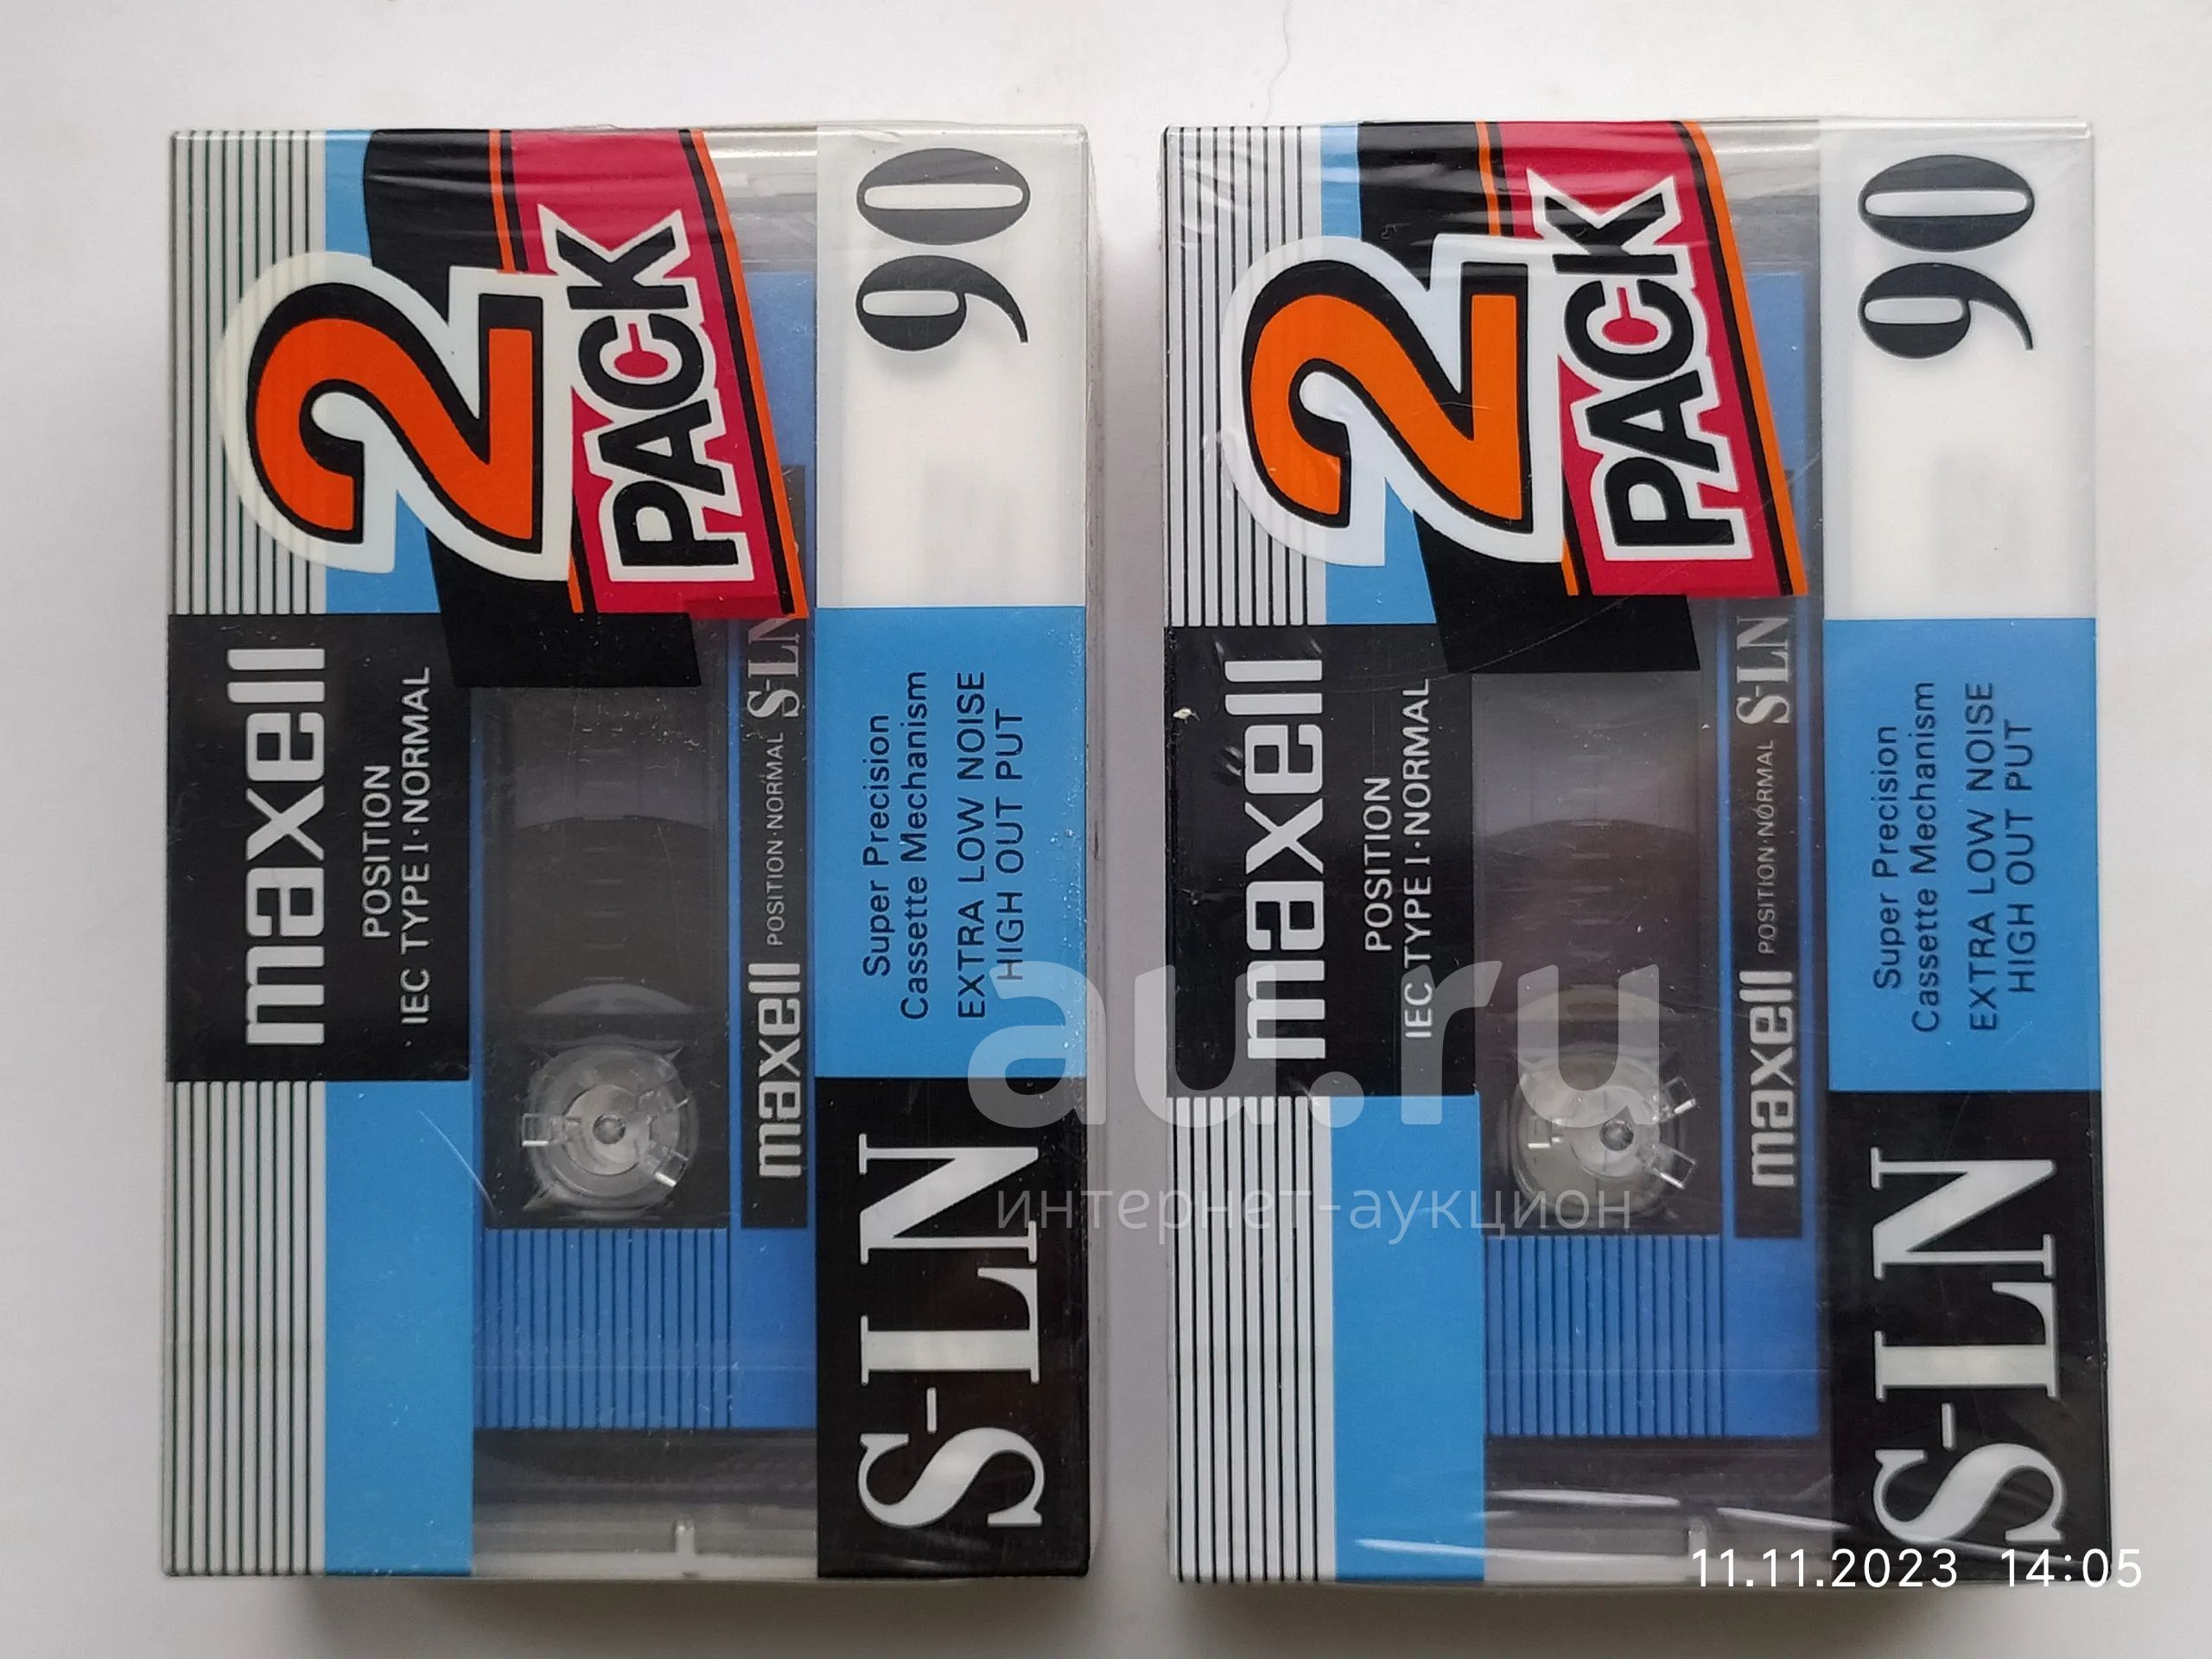 2
PACK
90
maxell
POSITION
IEC TYPE I·NORMAL
maxell POSITION·NORMAL S-LN
Super Precision
Cassette Mechanism
EXTRA LOW NOISE
HIGH OUT PUT
S-LN
2
PACK
90
maxell
POSITION
IEC TYPE I·NORMAL
maxell POSITION·NORMAL S-LN
Super Precision
Cassette Mechanism
EXTRA LOW NOISE
HIGH OUT PUT
S-LN
au.ru
интернет-аукцион
11.11.2023 14:05